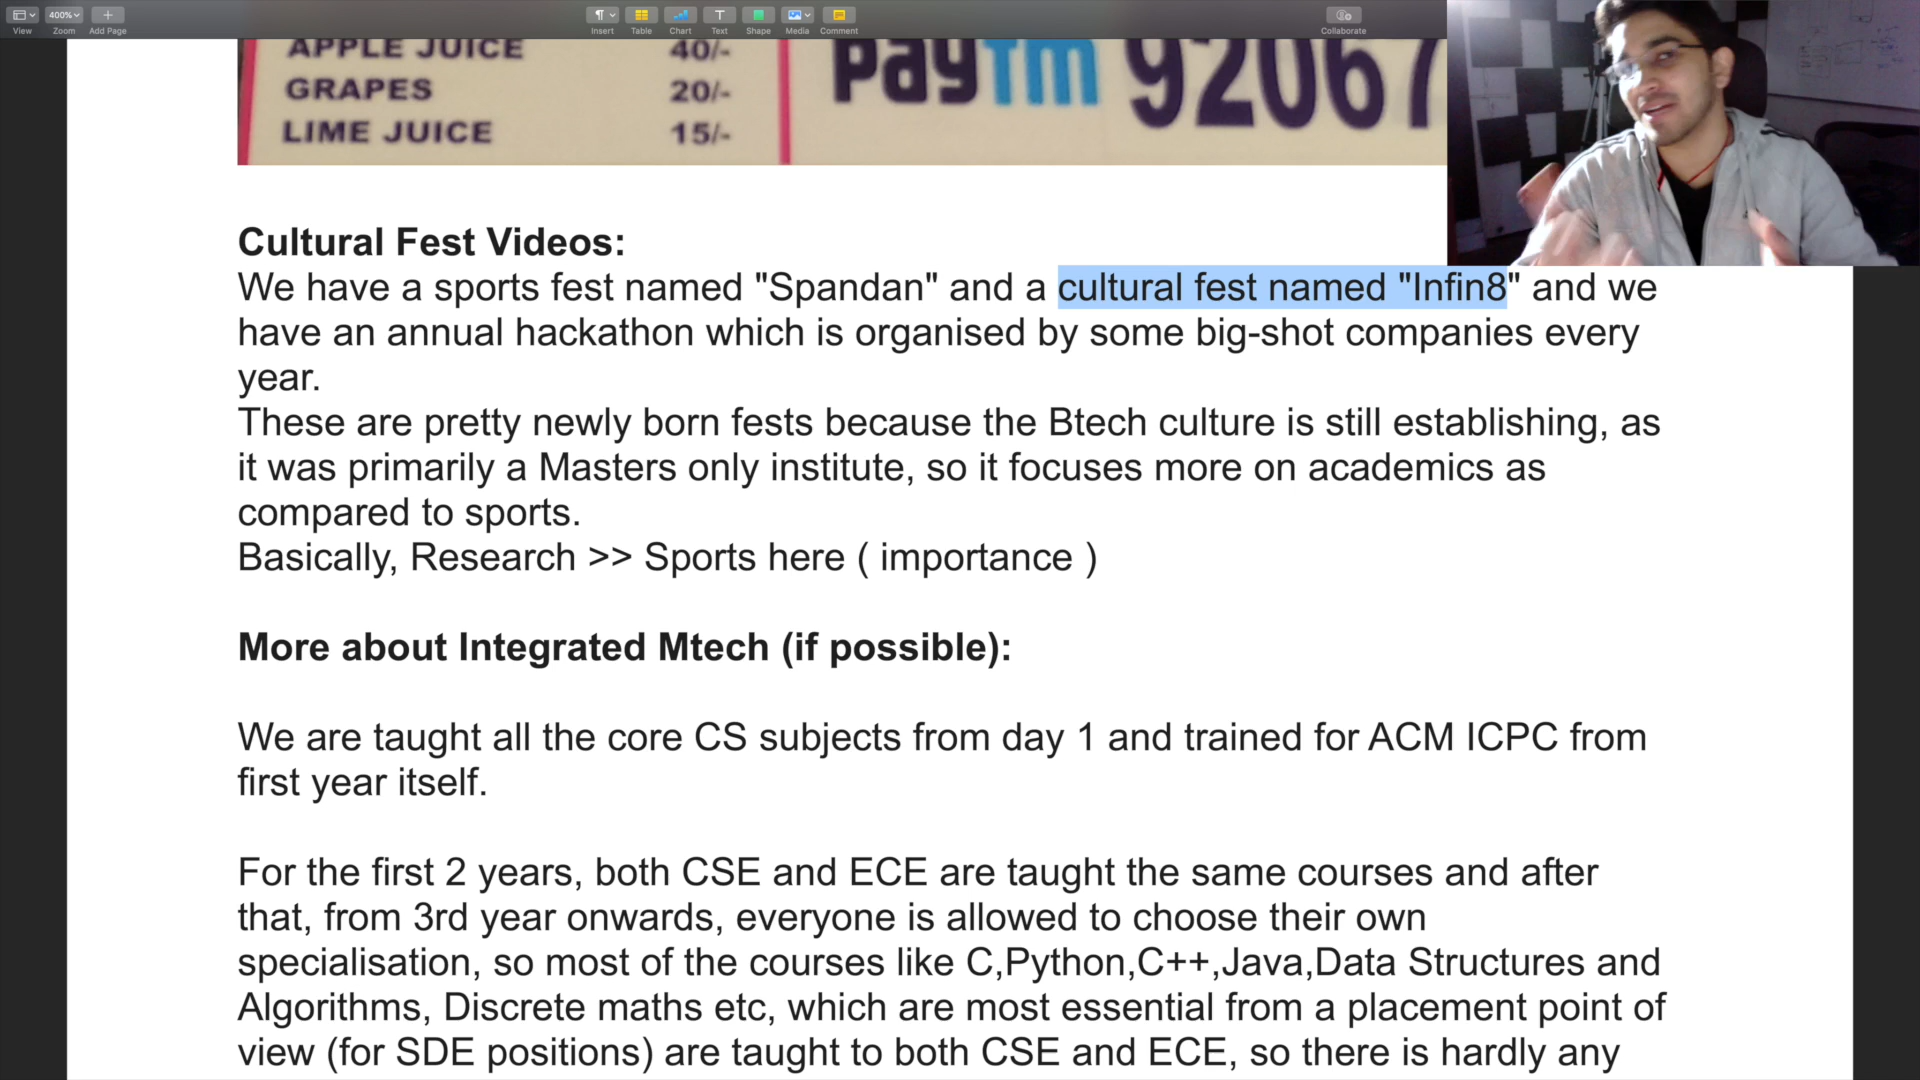 400%
View
Zoom
Add Page
Insert
Table
Chart
Text
Shape
Media
Comment
Collaborate
APPLE JUICE 40/-
GRAPES 20/-
LIME JUICE 15/-
Paytm 92067
Cultural Fest Videos:
We have a sports fest named "Spandan" and a cultural fest named "Infin8" and we
have an annual hackathon which is organised by some big-shot companies every
year.
These are pretty newly born fests because the Btech culture is still establishing, as
it was primarily a Masters only institute, so it focuses more on academics as
compared to sports.
Basically, Research >> Sports here ( importance )
More about Integrated Mtech (if possible):
We are taught all the core CS subjects from day 1 and trained for ACM ICPC from
first year itself.
For the first 2 years, both CSE and ECE are taught the same courses and after
that, from 3rd year onwards, everyone is allowed to choose their own
specialisation, so most of the courses like C,Python,C++,Java,Data Structures and
Algorithms, Discrete maths etc, which are most essential from a placement point of
view (for SDE positions) are taught to both CSE and ECE, so there is hardly any